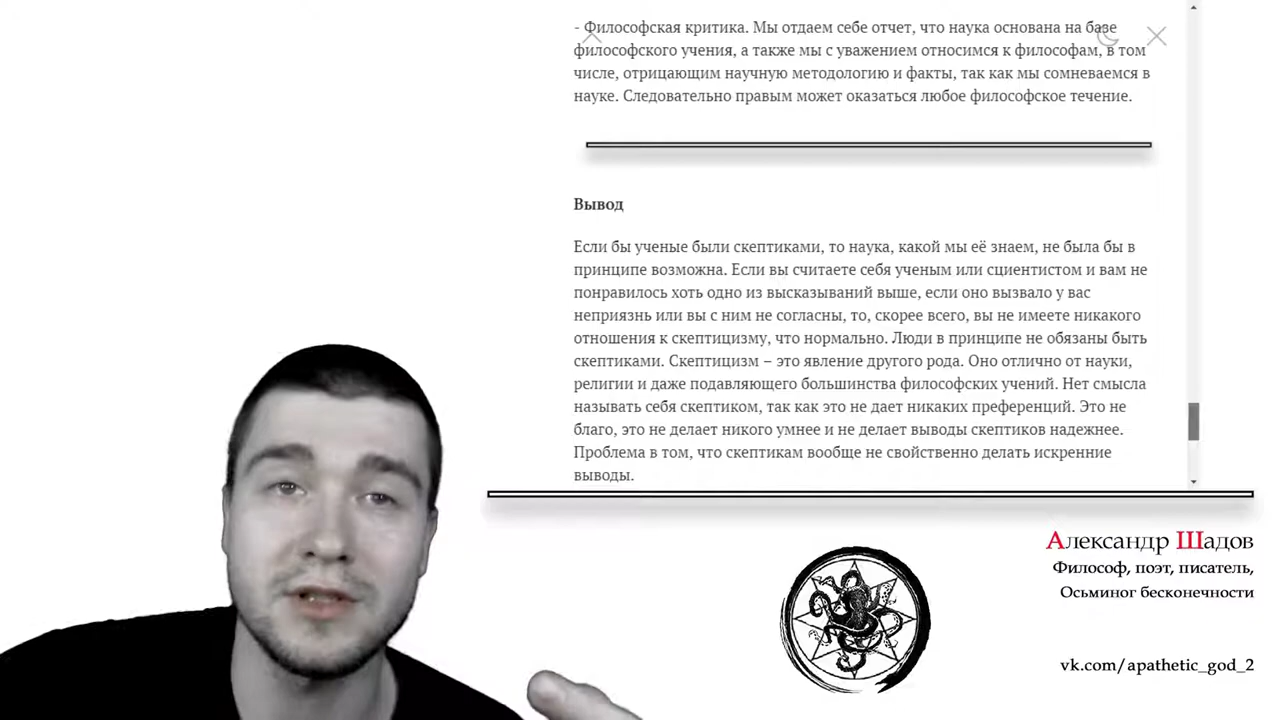 - Философская критика. Мы отдаем себе отчет, что наука основана на базе
философского учения, а также мы с уважением относимся к философам, в том
числе, отрицающим научную методологию и факты, так как мы сомневаемся в
науке. Следовательно правым может оказаться любое философское течение.
Вывод
Если бы ученые были скептиками, то наука, какой мы её знаем, не была бы в
принципе возможна. Если вы считаете себя ученым или сциентистом и вам не
понравилось хоть одно из высказываний выше, если оно вызвало у вас
неприязнь или вы с ним не согласны, то, скорее всего, вы не имеете никакого
отношения к скептицизму, что нормально. Люди в принципе не обязаны быть
скептиками. Скептицизм – это явление другого рода. Оно отлично от науки,
религии и даже подавляющего большинства философских учений. Нет смысла
называть себя скептиком, так как это не дает никаких преференций. Это не
благо, это не делает никого умнее и не делает выводы скептиков надежнее.
Проблема в том, что скептикам вообще не свойственно делать искренние
выводы.
Александр Шадов
Философ, поэт, писатель,
Осьминог бесконечности
vk.com/apathetic_god_2